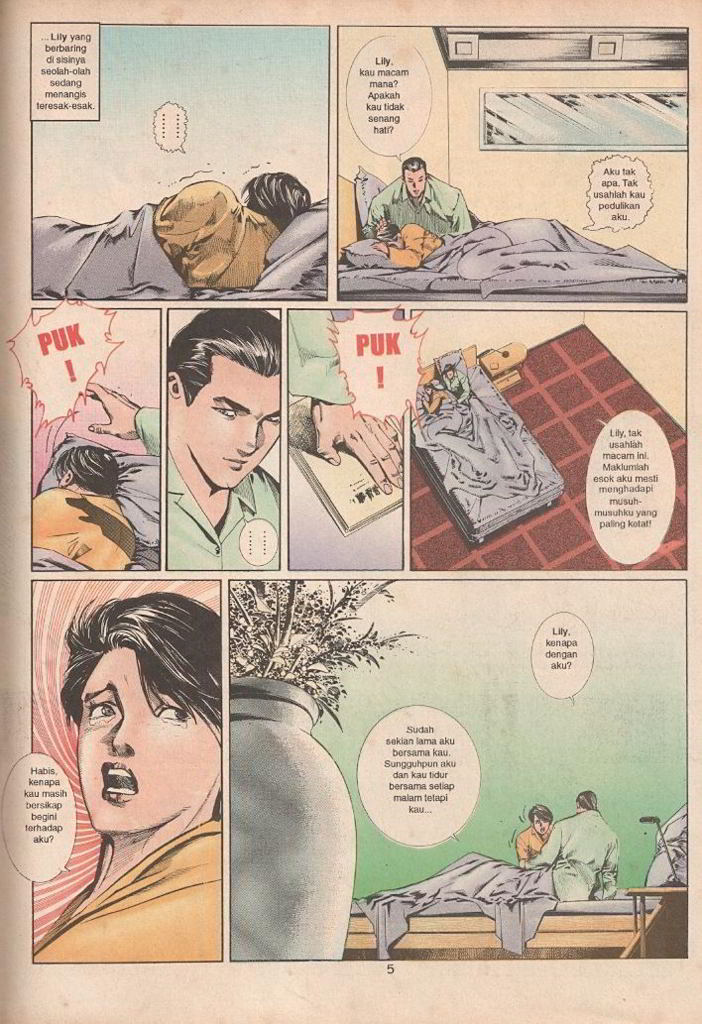 ... Lily yang
berbaring
di sisinya
seolah-olah
sedang
menangis
teresak-esak.
Lily,
kau macam
mana?
Apakah
kau tidak
senang
hati?
Aku tak
apa. Tak
usahlah kau
pedulikan
aku.
PUK
!
PUK
!
Lily, tak
usahlah
macam ini.
Maklumlah
esok aku mesti
menghadapi
musuh-
musuhku yang
paling ketat!
Habis,
kenapa
kau masih
bersikap
begini
terhadap
aku?
Lily,
kenapa
dengan
aku?
Sudah
sekian lama aku
bersama kau.
Sungguhpun aku
dan kau tidur
bersama setiap
malam tetapi
kau...
5